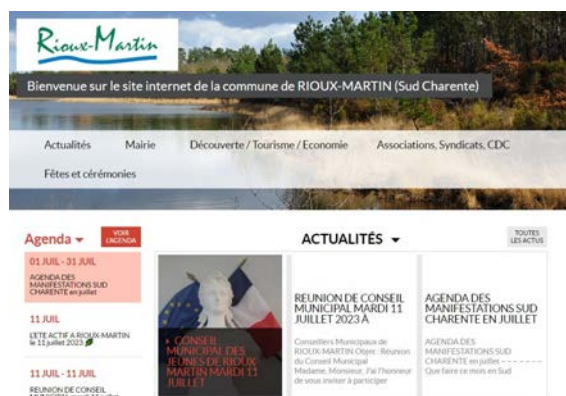 Rioux-Martin
Bienvenue sur le site internet de la commune de RIOUX-MARTIN (Sud Charente)
Actualités Mairie Découverte / Tourisme / Economie Associations, Syndicats, CDC
Fêtes et cérémonies
Agenda
VOIR
L'AGENDA
ACTUALITÉS
TOUTES
LES ACTUS
01 JUIL - 31 JUIL
AGENDA DES
MANIFESTATIONS SUD
CHARENTE en juillet
11 JUIL
L'ETE ACTIF A RIOUX-MARTIN
le 11 juillet 2023
11 JUIL - 11 JUIL
REUNION DE CONSEIL
CONSEIL
MUNICIPAL DES
JEUNES DE RIOUX-
MARTIN MARDI 11
JUILLET
REUNION DE CONSEIL
MUNICIPAL MARDI 11
JUILLET 2023 À
Conseillers Municipaux de
RIOUX-MARTIN Objet : Réunion
du Conseil Municipal
Madame, Monsieur, J'ai l'honneur
de vous inviter à participer
AGENDA DES
MANIFESTATIONS SUD
CHARENTE EN JUILLET
AGENDA DES
MANIFESTATIONS SUD
CHARENTE en juillet – – – – – –
Que faire ce mois en Sud